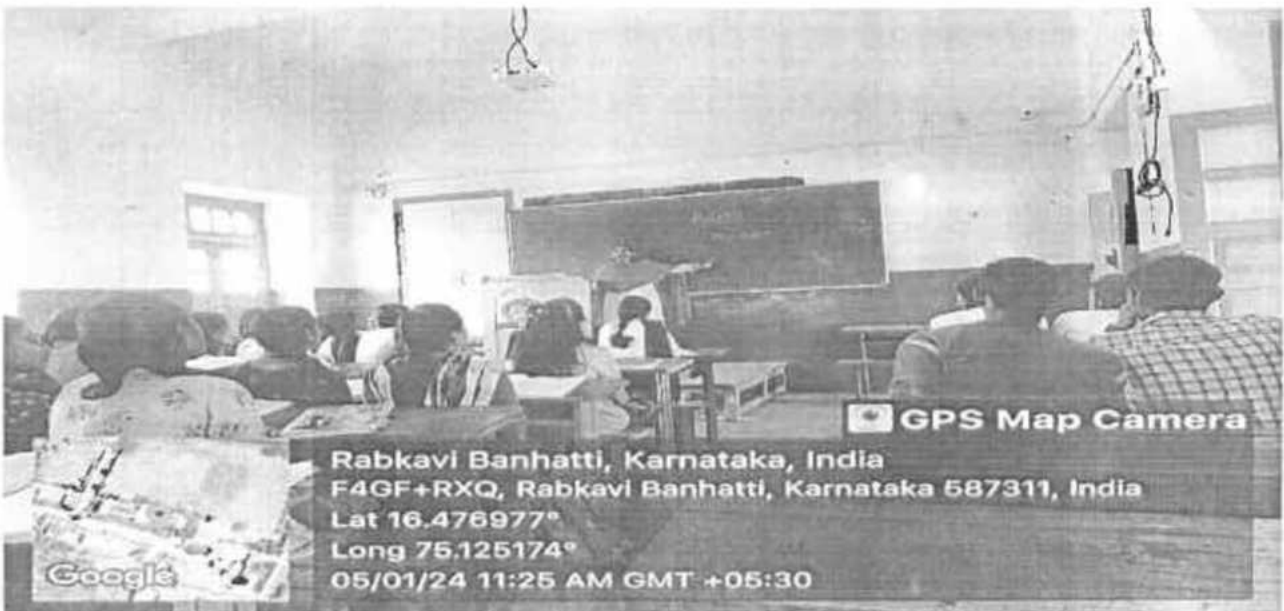 GPS Map Camera
Rabkavi Banhatti, Karnataka, India
F4GF+RXQ, Rabkavi Banhatti, Karnataka 587311, India
Lat 16.476977°
Long 75.125174°
05/01/24 11:25 AM GMT +05:30
Google